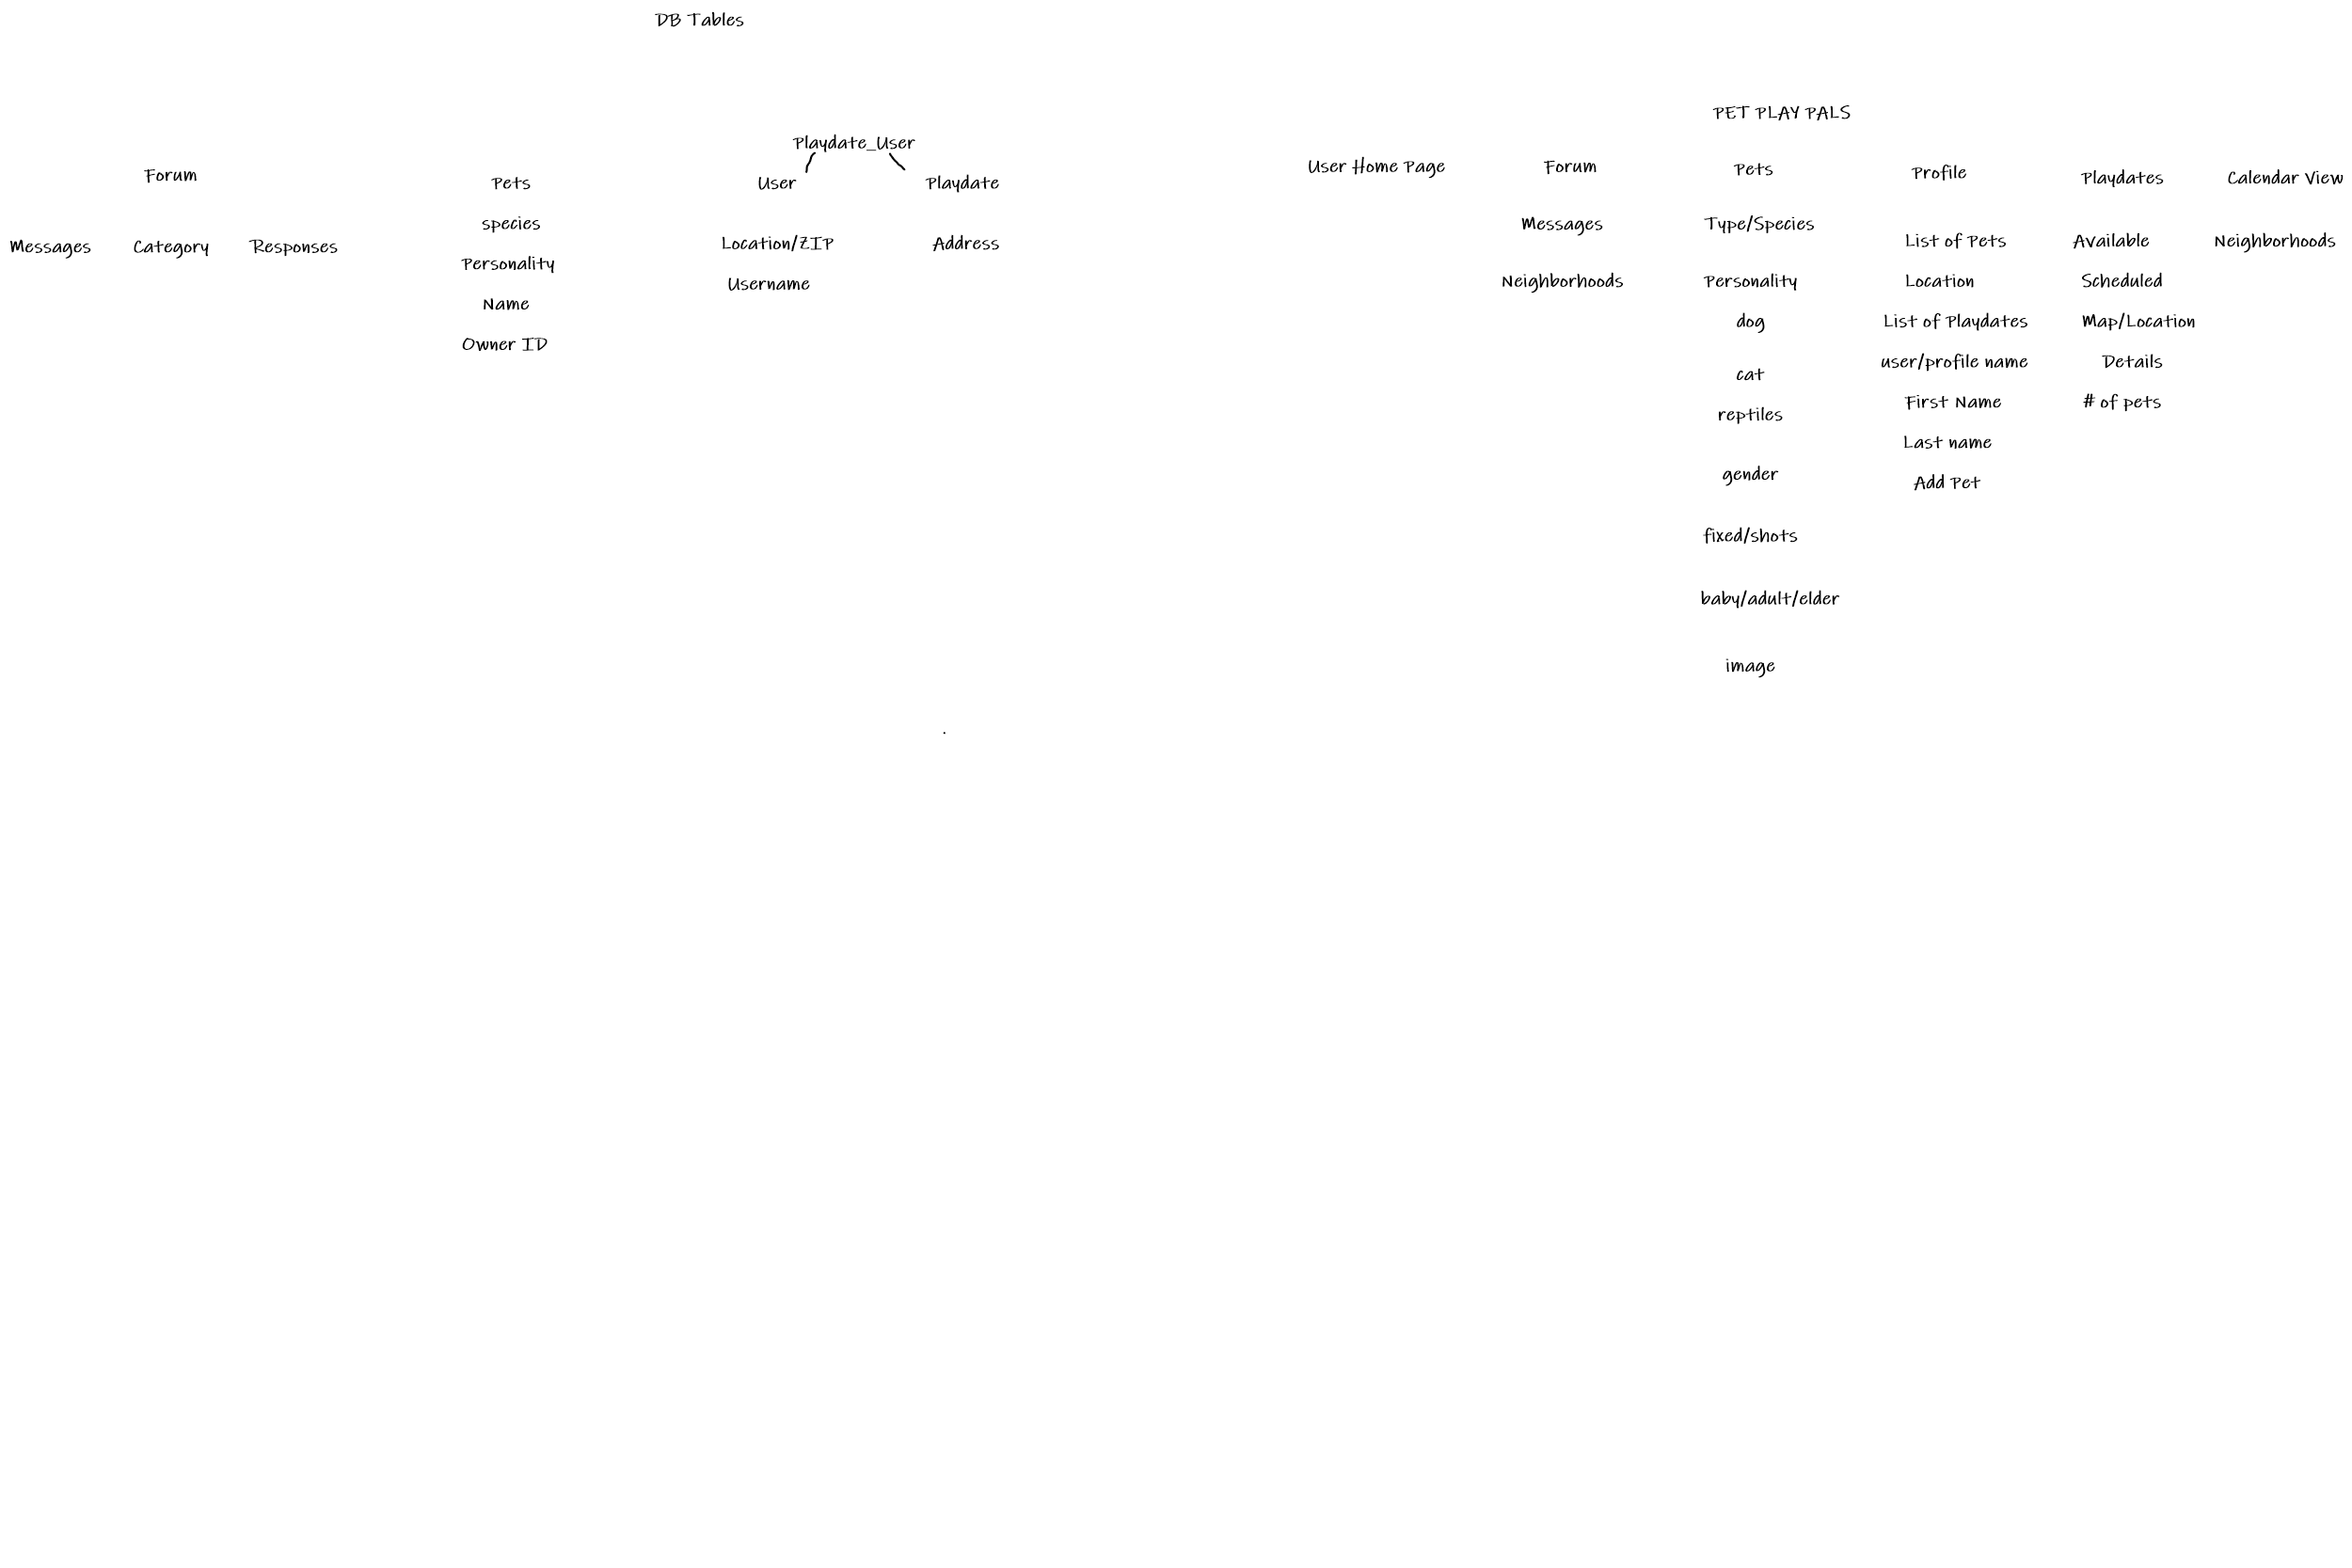 DB Tables
Playdate_User
Forum
Messages
Category
Responses
Pets
species
Personality
Name
Owner ID
User
Location/ZIP
Username
Playdate
Address
PET PLAY PALS
User Home Page
Forum
Messages
Neighborhoods
Pets
Type/Species
Personality
dog
cat
reptiles
gender
fixed/shots
baby/adult/elder
image
Profile
List of Pets
Location
List of Playdates
user/profile name
First Name
Last name
Add Pet
Playdates
Available
Scheduled
Map/Location
Details
# of pets
Calendar View
Neighborhoods